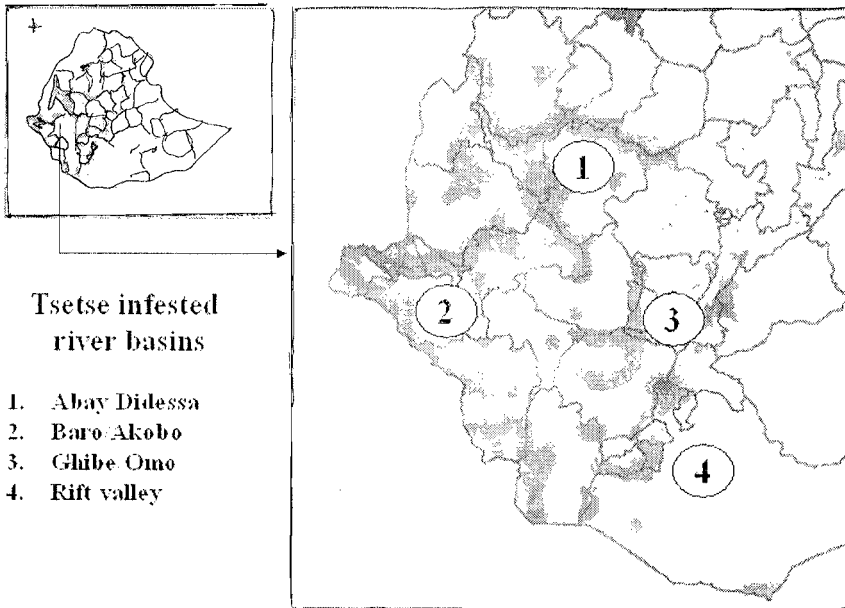 Tsetse infested
river basins
1. Abay Didessa
2. Baro/Akobo
3. Ghibe/Omo
4. Rift valley
1
2
3
4